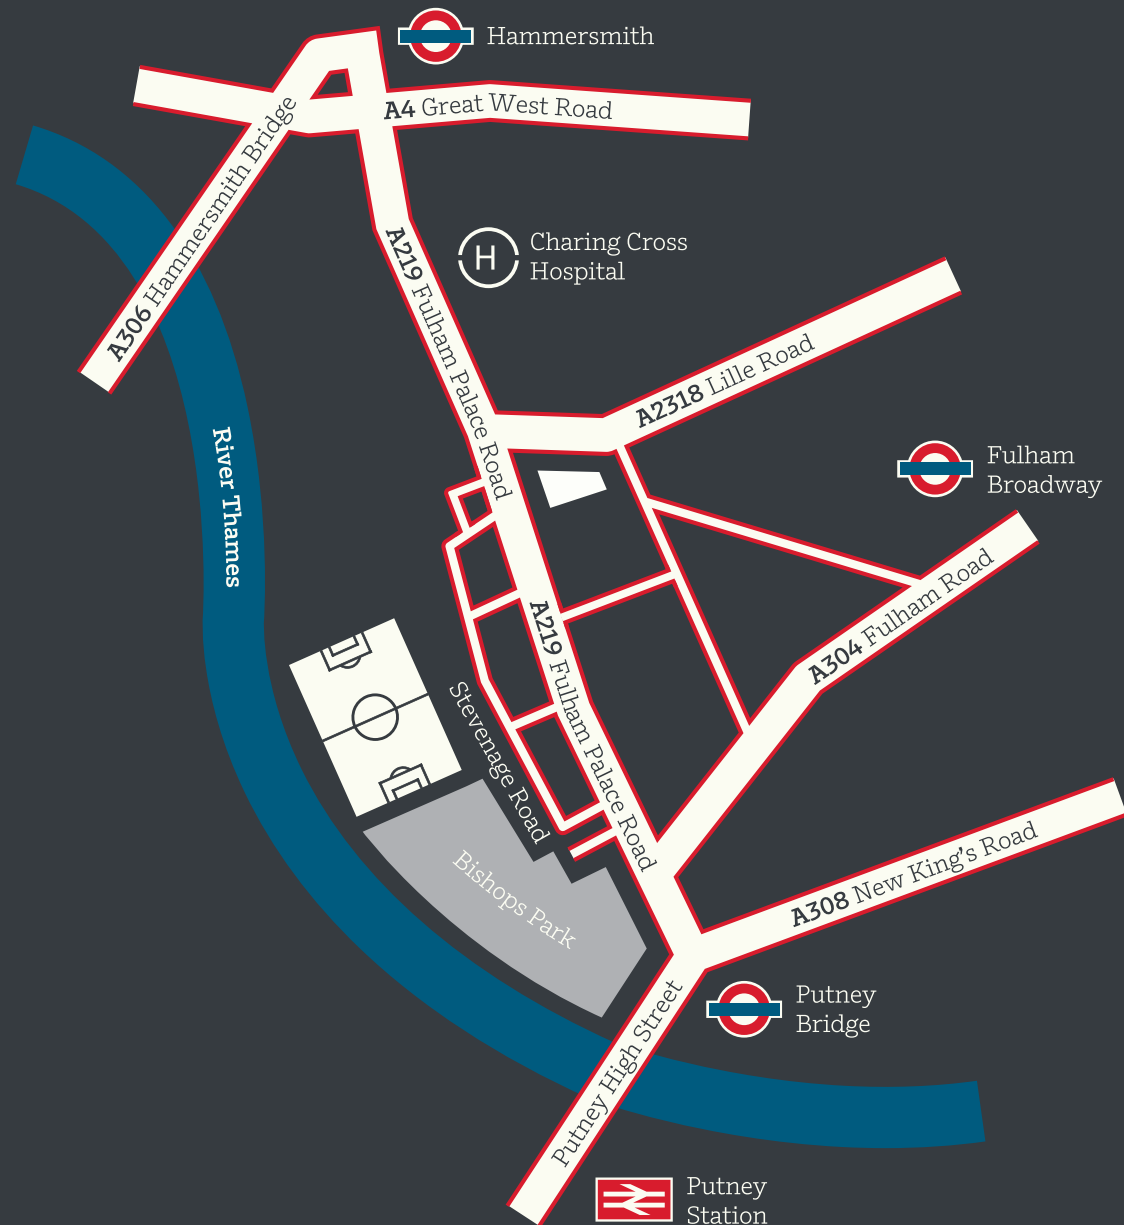 Hammersmith
A4 Great West Road
A306 Hammersmith Bridge
A219 Fulham Palace Road
H
Charing Cross
Hospital
A2318 Lille Road
River Thames
Fulham
Broadway
A304 Fulham Road
A219 Fulham Palace Road
Stevenage Road
Bishops Park
A308 New King's Road
Putney
Bridge
Putney High Street
Putney
Station